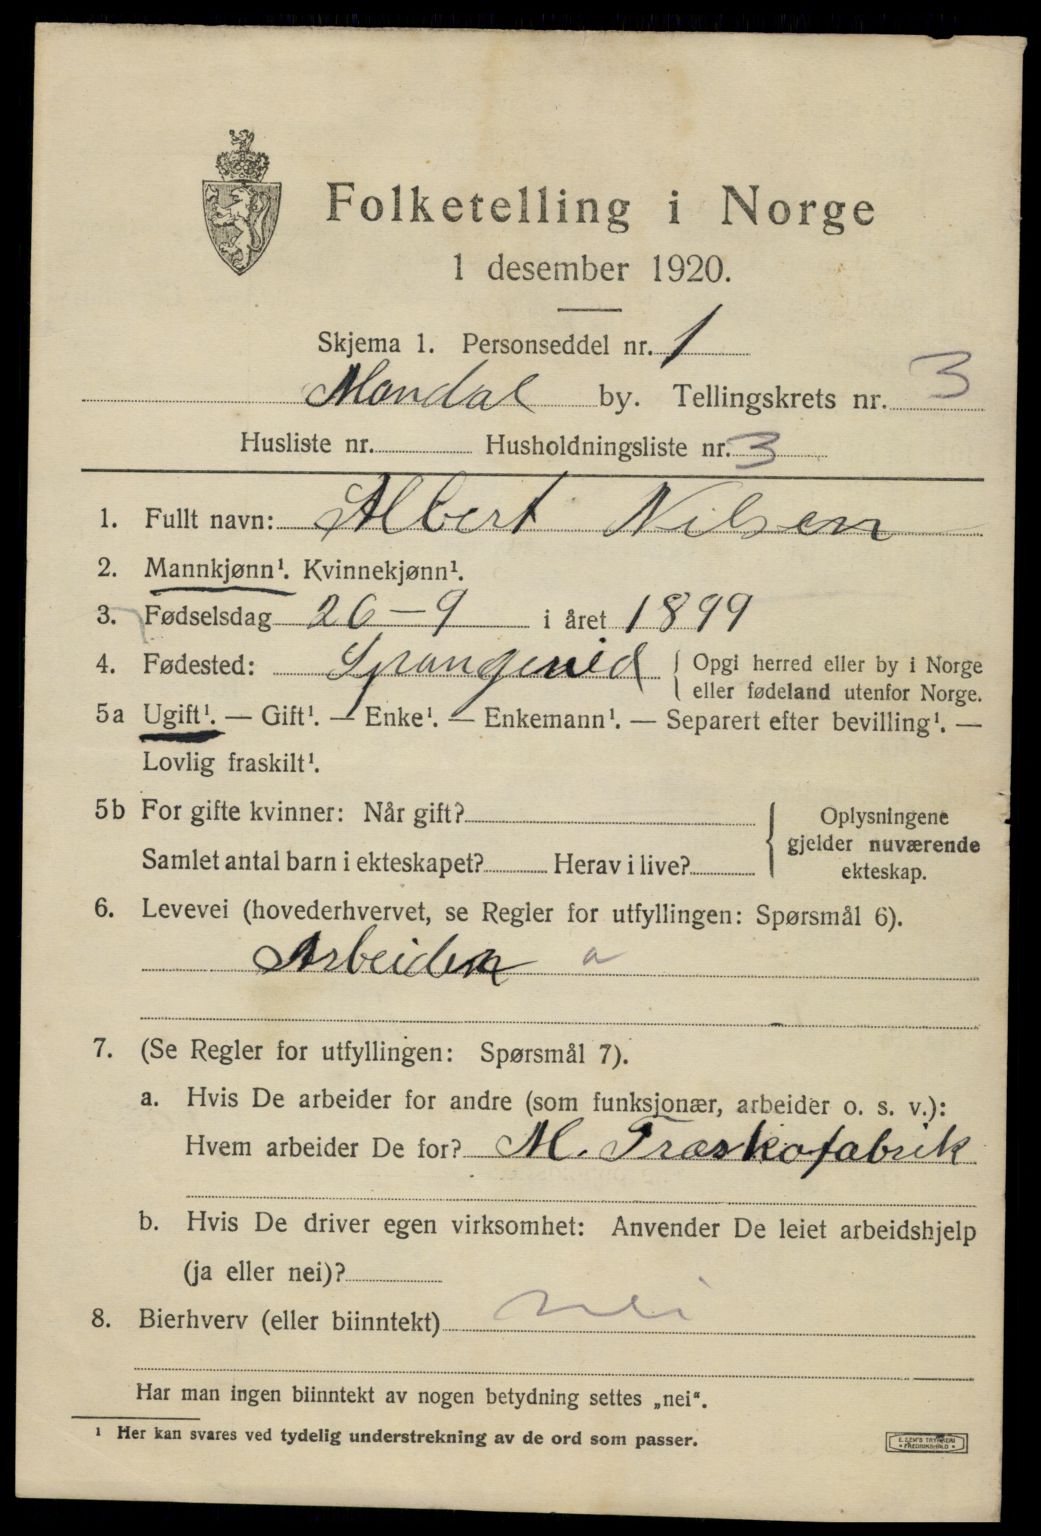 Folketelling i Norge
1 desember 1920.
Skjema 1. Personseddel nr. 1
Mandal by. Tellingskrets nr. 3
Husliste nr. Husholdningsliste nr. 3
1. Fullt navn: Albert Nilsen
2. Mannkjønn¹. Kvinnekjønn¹.
3. Fødselsdag 26-9 i året 1899
4. Fødested: Spangereid { Opgi herred eller by i Norge
eller fødeland utenfor Norge.
5a Ugift¹. — Gift¹. — Enke¹. — Enkemann¹. — Separert efter bevilling¹. —
Lovlig fraskilt¹.
5b For gifte kvinner: Når gift?
Samlet antal barn i ekteskapet? Herav i live?
Oplysningene
gjelder nuværende
ekteskap.
6. Levevei (hovederhvervet, se Regler for utfyllingen: Spørsmål 6).
Arbeider a
7. (Se Regler for utfyllingen: Spørsmål 7).
a. Hvis De arbeider for andre (som funksjonær, arbeider o. s. v.):
Hvem arbeider De for? M. Træskofabrik
b. Hvis De driver egen virksomhet: Anvender De leiet arbeidshjelp
(ja eller nei)?
8. Bierhverv (eller biinntekt) nei
Har man ingen biinntekt av nogen betydning settes „nei“.
¹ Her kan svares ved tydelig understrekning av de ord som passer.
E. SEM'S TRYKKERI
FREDRIKSHALD